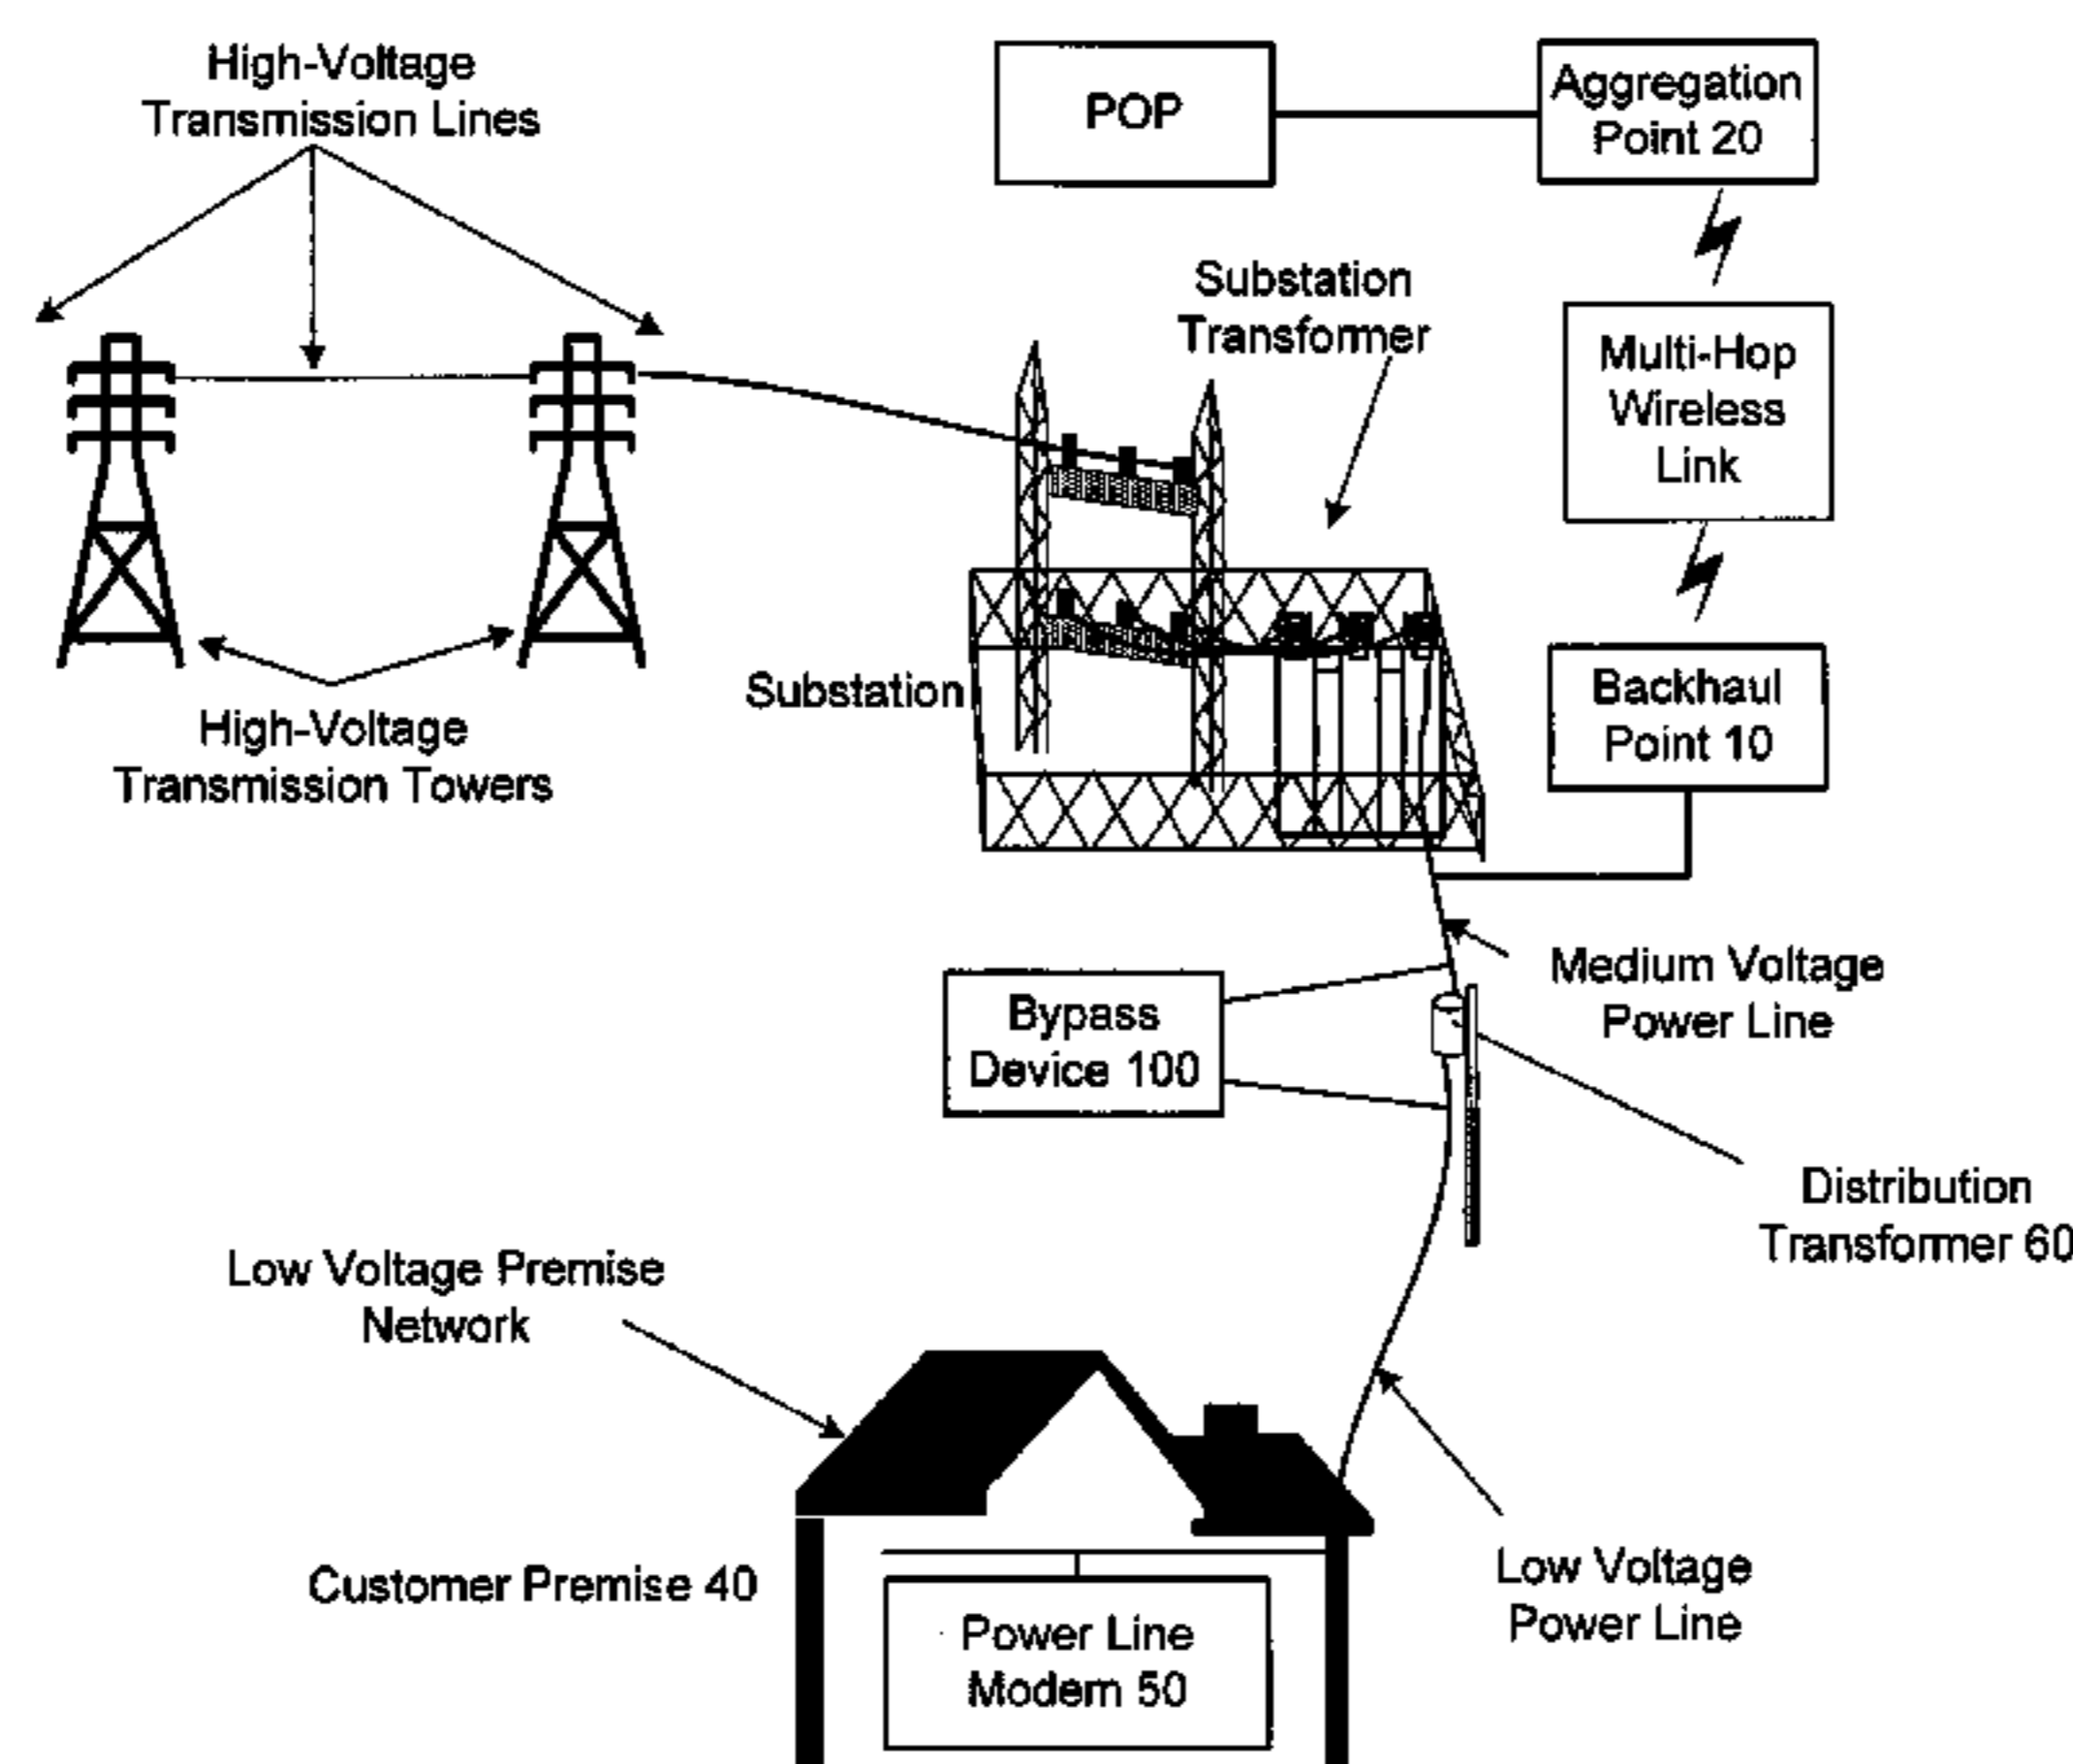 High-Voltage
Transmission Lines
POP
Aggregation
Point 20
Substation
Transformer
Multi-Hop
Wireless
Link
Substation
Backhaul
Point 10
High-Voltage
Transmission Towers
Medium Voltage
Power Line
Bypass
Device 100
Distribution
Transformer 60
Low Voltage Premise
Network
Customer Premise 40
Low Voltage
Power Line
Power Line
Modem 50